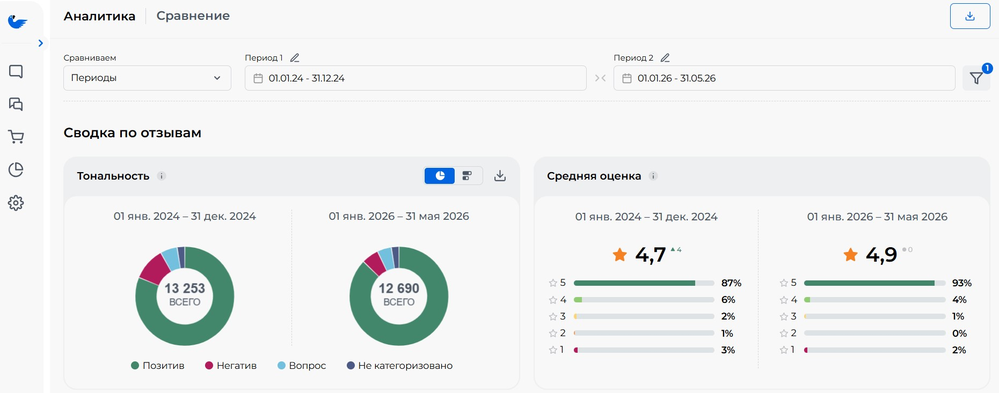 Аналитика
Сравнение
Сравниваем
Период 1
Период 2
Периоды
01.01.24 - 31.12.24
01.01.26 - 31.05.26
1
Сводка по отзывам
Тональность
01 янв. 2024 – 31 дек. 2024
01 янв. 2026 – 31 мая 2026
13 253
ВСЕГО
12 690
ВСЕГО
Позитив
Негатив
Вопрос
Не категоризовано
Средняя оценка
01 янв. 2024 – 31 дек. 2024
4,7
4
5 87%
4 6%
3 2%
2 1%
1 3%
01 янв. 2026 – 31 мая 2026
4,9
0
5 93%
4 4%
3 1%
2 0%
1 2%